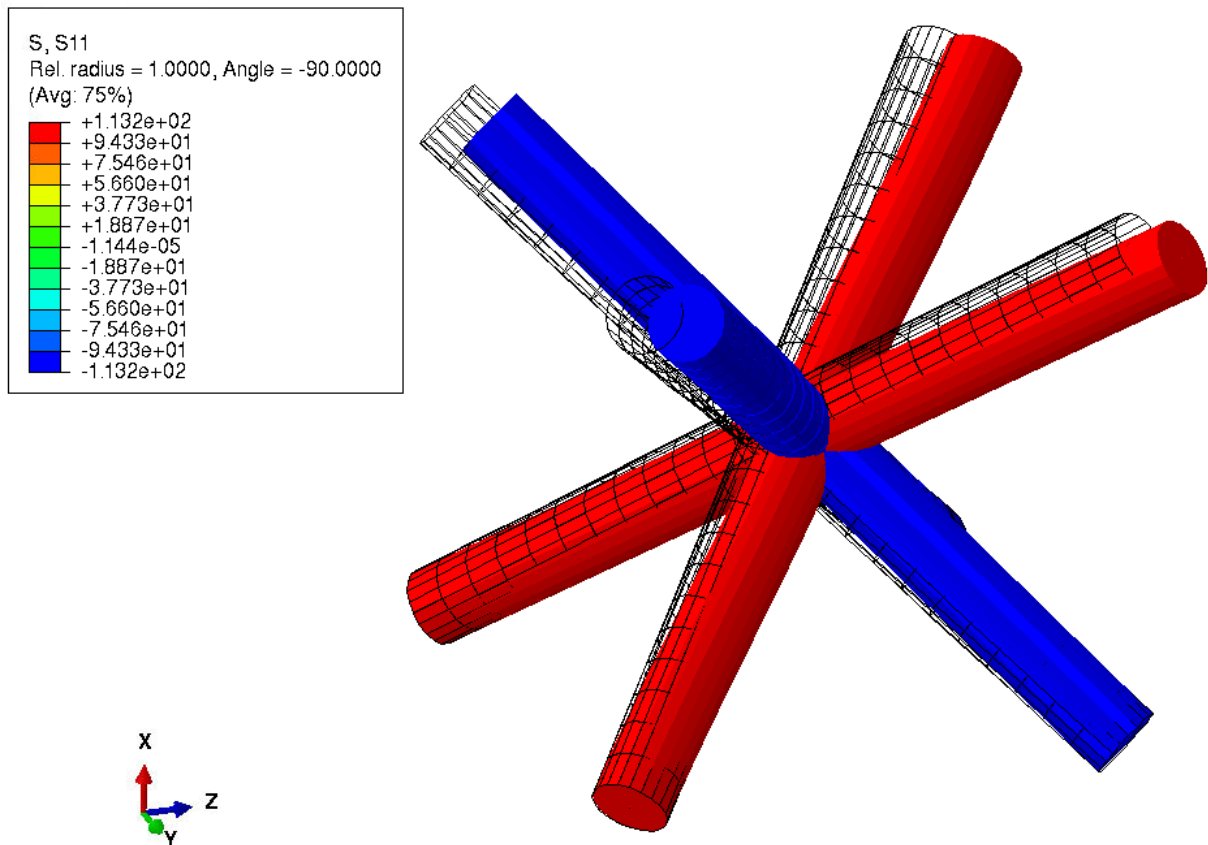 S, S11
Rel. radius = 1.0000, Angle = -90.0000
(Avg: 75%)
+1.132e+02
+9.433e+01
+7.546e+01
+5.660e+01
+3.773e+01
+1.887e+01
-1.144e-05
-1.887e+01
-3.773e+01
-5.660e+01
-7.546e+01
-9.433e+01
-1.132e+02
X
Z
Y